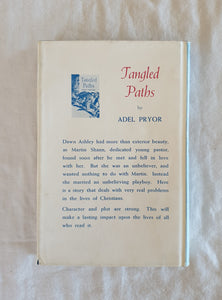 Tangled
Paths
Tangled
Paths
by
ADEL PRYOR
Dawn Ashley had more than exterior beauty,
as Martin Shann, dedicated young pastor,
found soon after he met and fell in love
with her. But she was an unbeliever, and
wanted nothing to do with Martin. Instead
she married an unbelieving playboy. Here
is a story that deals with very real problems
in the lives of Christians.
Character and plot are strong. This will
make a lasting impact upon the lives of all
who read it.